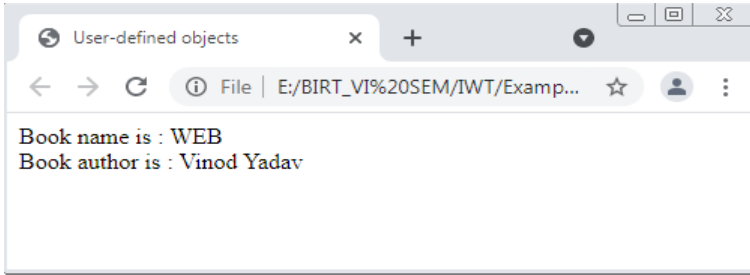 User-defined objects
File E:/BIRT_VI%20SEM/IWT/Examp...
Book name is : WEB
Book author is : Vinod Yadav